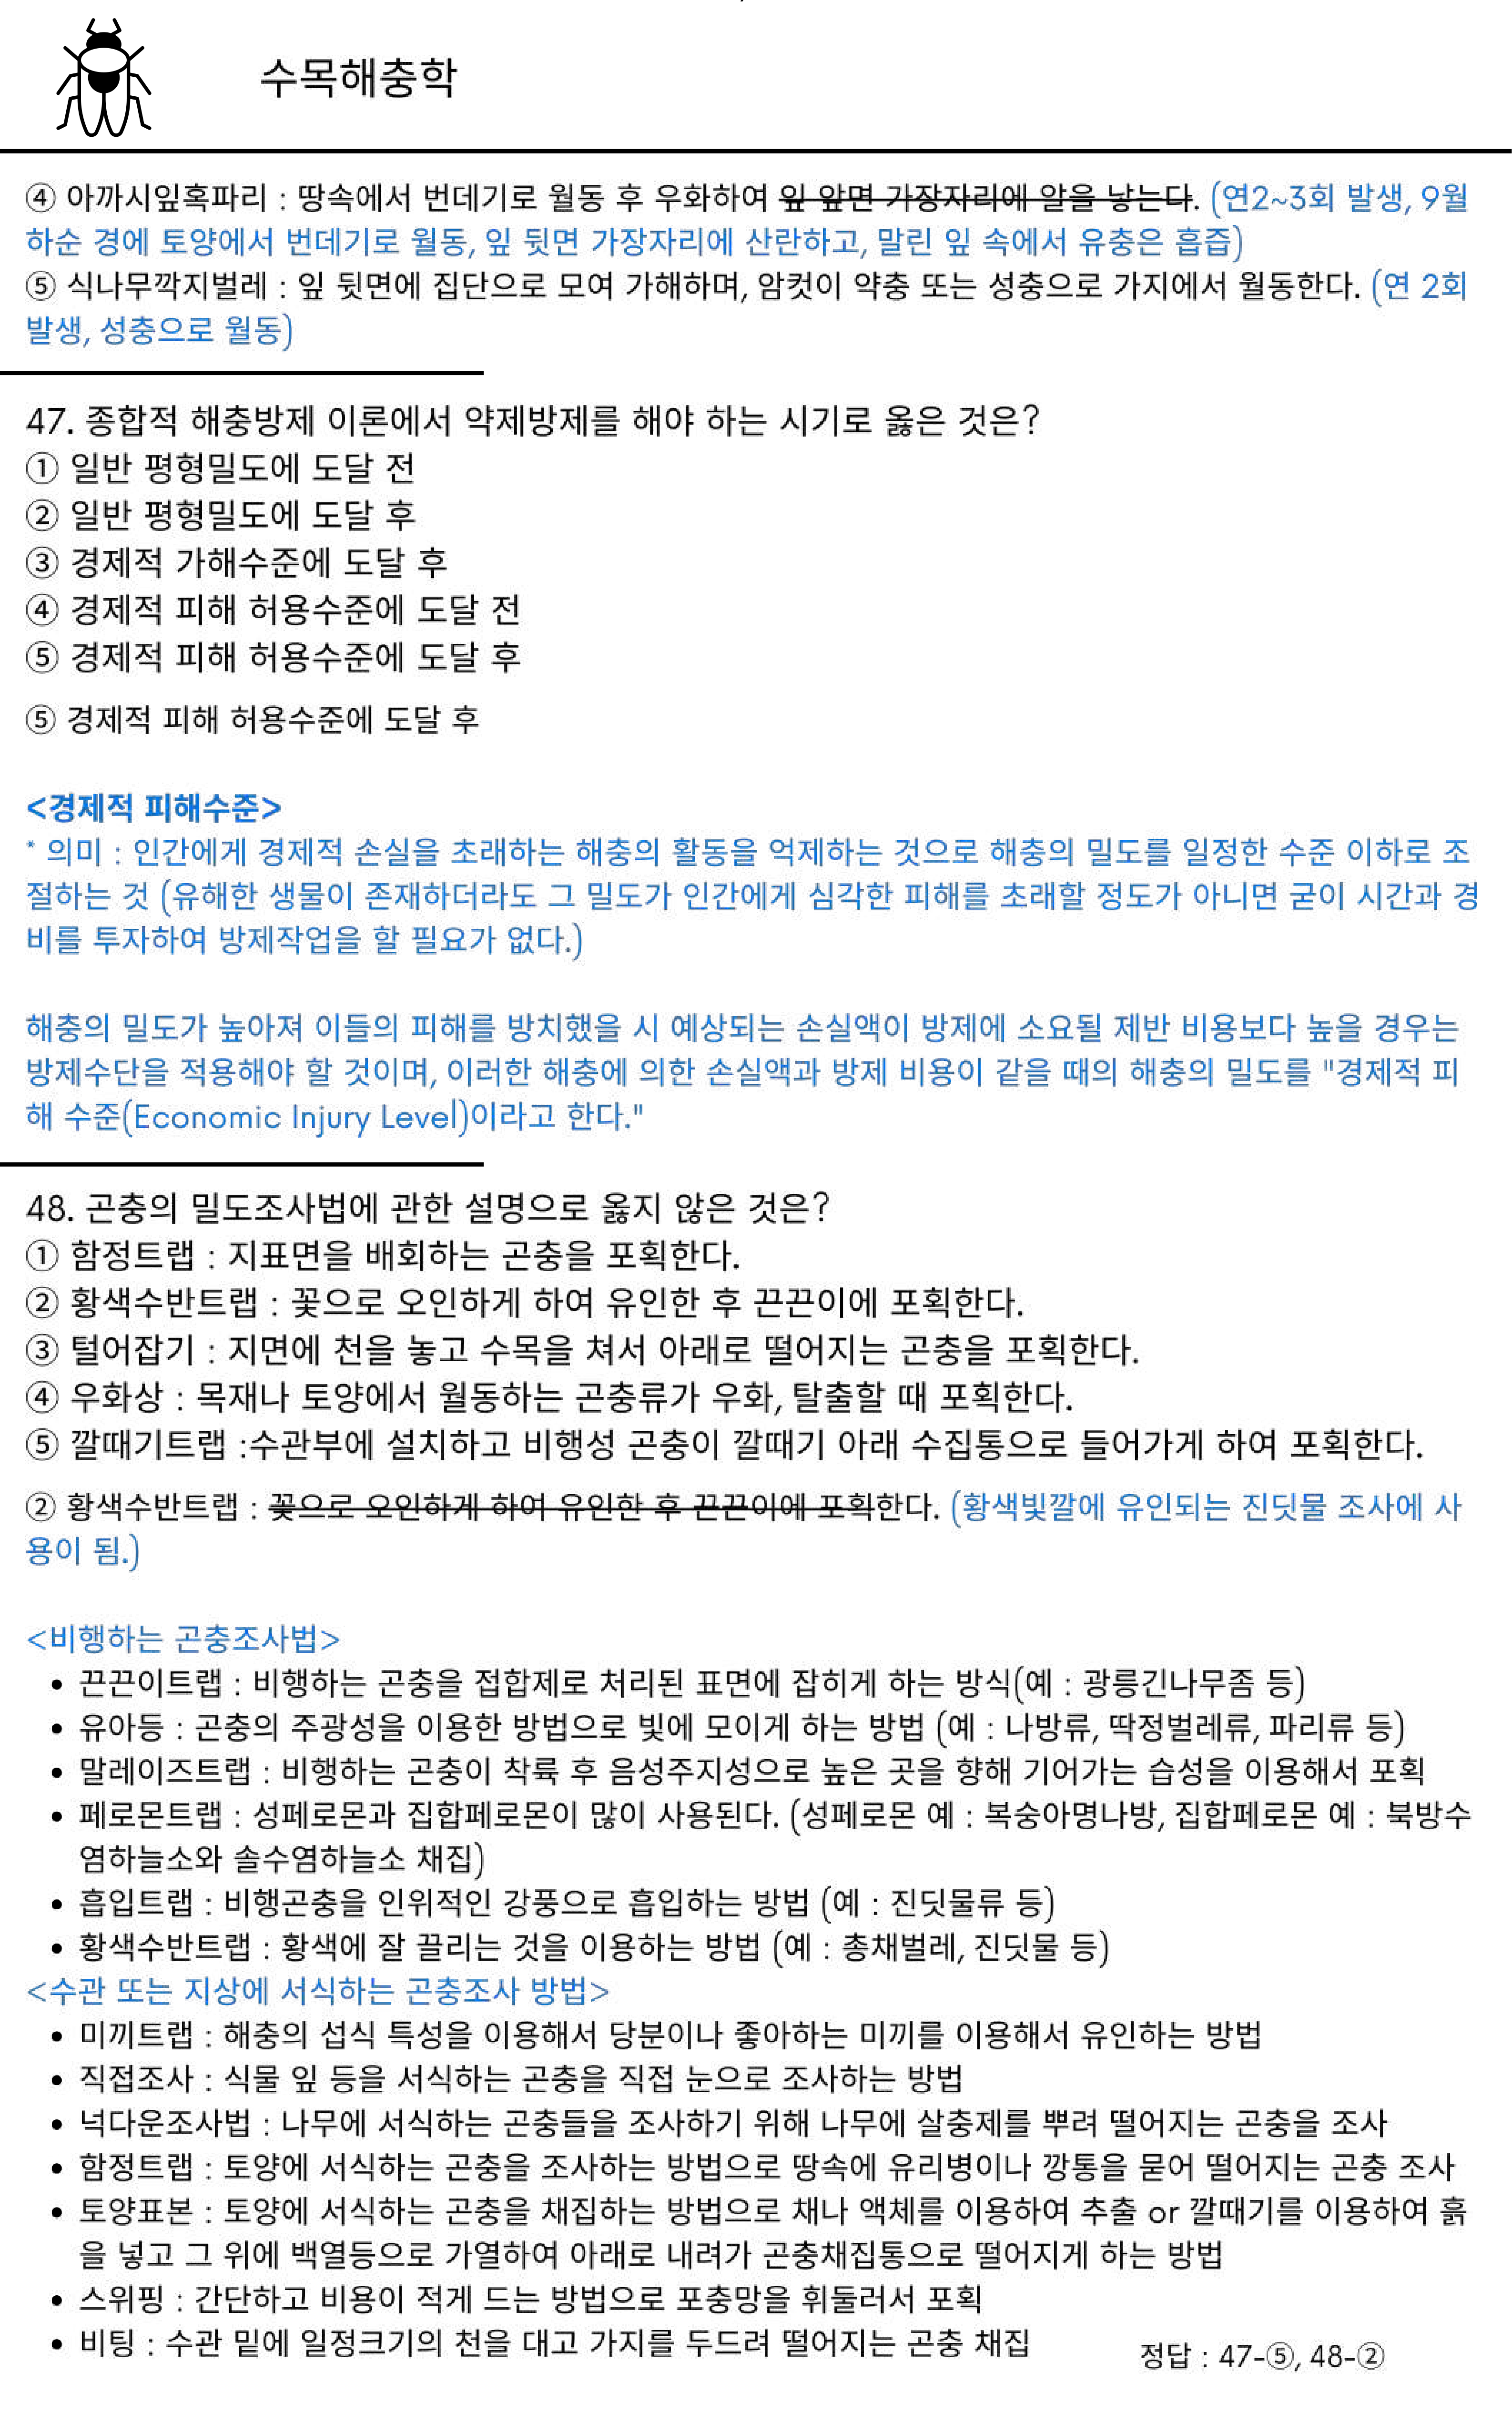 수목해충학
④ 아까시잎혹파리 : 땅속에서 번데기로 월동 후 우화하여 잎 앞면 가장자리에 알을 낳는다. (연2~3회 발생, 9월
하순 경에 토양에서 번데기로 월동, 잎 뒷면 가장자리에 산란하고, 말린 잎 속에서 유충은 흡즙)
⑤ 식나무깍지벌레 : 잎 뒷면에 집단으로 모여 가해하며, 암컷이 약충 또는 성충으로 가지에서 월동한다. (연 2회
발생, 성충으로 월동)
47. 종합적 해충방제 이론에서 약제방제를 해야 하는 시기로 옳은 것은?
① 일반 평형밀도에 도달 전
② 일반 평형밀도에 도달 후
③ 경제적 가해수준에 도달 후
④ 경제적 피해 허용수준에 도달 전
⑤ 경제적 피해 허용수준에 도달 후
⑤ 경제적 피해 허용수준에 도달 후
<경제적 피해수준>
* 의미 : 인간에게 경제적 손실을 초래하는 해충의 활동을 억제하는 것으로 해충의 밀도를 일정한 수준 이하로 조
절하는 것 (유해한 생물이 존재하더라도 그 밀도가 인간에게 심각한 피해를 초래할 정도가 아니면 굳이 시간과 경
비를 투자하여 방제작업을 할 필요가 없다.)
해충의 밀도가 높아져 이들의 피해를 방치했을 시 예상되는 손실액이 방제에 소요될 제반 비용보다 높을 경우는
방제수단을 적용해야 할 것이며, 이러한 해충에 의한 손실액과 방제 비용이 같을 때의 해충의 밀도를 "경제적 피
해 수준(Economic Injury Level)이라고 한다."
48. 곤충의 밀도조사법에 관한 설명으로 옳지 않은 것은?
① 함정트랩 : 지표면을 배회하는 곤충을 포획한다.
② 황색수반트랩 : 꽃으로 오인하게 하여 유인한 후 끈끈이에 포획한다.
③ 털어잡기 : 지면에 천을 놓고 수목을 쳐서 아래로 떨어지는 곤충을 포획한다.
④ 우화상 : 목재나 토양에서 월동하는 곤충류가 우화, 탈출할 때 포획한다.
⑤ 깔때기트랩 :수관부에 설치하고 비행성 곤충이 깔때기 아래 수집통으로 들어가게 하여 포획한다.
② 황색수반트랩 : 꽃으로 오인하게 하여 유인한 후 끈끈이에 포획한다. (황색빛깔에 유인되는 진딧물 조사에 사
용이 됨.)
<비행하는 곤충조사법>
• 끈끈이트랩 : 비행하는 곤충을 접합제로 처리된 표면에 잡히게 하는 방식(예 : 광릉긴나무좀 등)
• 유아등 : 곤충의 주광성을 이용한 방법으로 빛에 모이게 하는 방법 (예 : 나방류, 딱정벌레류, 파리류 등)
• 말레이즈트랩 : 비행하는 곤충이 착륙 후 음성주지성으로 높은 곳을 향해 기어가는 습성을 이용해서 포획
• 페로몬트랩 : 성페로몬과 집합페로몬이 많이 사용된다. (성페로몬 예 : 복숭아명나방, 집합페로몬 예 : 북방수
염하늘소와 솔수염하늘소 채집)
• 흡입트랩 : 비행곤충을 인위적인 강풍으로 흡입하는 방법 (예 : 진딧물류 등)
• 황색수반트랩 : 황색에 잘 끌리는 것을 이용하는 방법 (예 : 총채벌레, 진딧물 등)
<수관 또는 지상에 서식하는 곤충조사 방법>
• 미끼트랩 : 해충의 섭식 특성을 이용해서 당분이나 좋아하는 미끼를 이용해서 유인하는 방법
• 직접조사 : 식물 잎 등을 서식하는 곤충을 직접 눈으로 조사하는 방법
• 넉다운조사법 : 나무에 서식하는 곤충들을 조사하기 위해 나무에 살충제를 뿌려 떨어지는 곤충을 조사
• 함정트랩 : 토양에 서식하는 곤충을 조사하는 방법으로 땅속에 유리병이나 깡통을 묻어 떨어지는 곤충 조사
• 토양표본 : 토양에 서식하는 곤충을 채집하는 방법으로 채나 액체를 이용하여 추출 or 깔때기를 이용하여 흙
을 넣고 그 위에 백열등으로 가열하여 아래로 내려가 곤충채집통으로 떨어지게 하는 방법
• 스위핑 : 간단하고 비용이 적게 드는 방법으로 포충망을 휘둘러서 포획
• 비팅 : 수관 밑에 일정크기의 천을 대고 가지를 두드려 떨어지는 곤충 채집
정답 : 47-⑤, 48-②